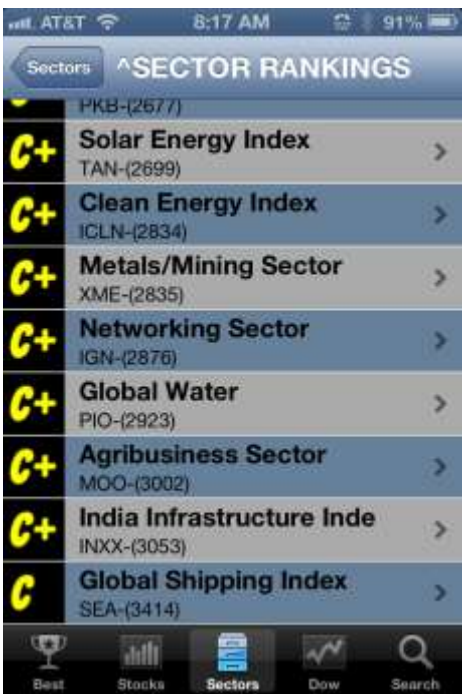 AT&T 8:17 AM 91%
Sectors ^SECTOR RANKINGS
PKB-(2677)
C+ Solar Energy Index
TAN-(2699)
C+ Clean Energy Index
ICLN-(2834)
C+ Metals/Mining Sector
XME-(2835)
C+ Networking Sector
IGN-(2876)
C+ Global Water
PIO-(2923)
C+ Agribusiness Sector
MOO-(3002)
C+ India Infrastructure Inde
INXX-(3053)
C Global Shipping Index
SEA-(3414)
Best Stocks Sectors Dow Search